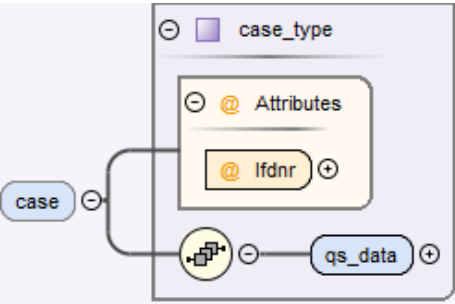 case_type
@ Attributes
@ lfdnr
case
qs_data